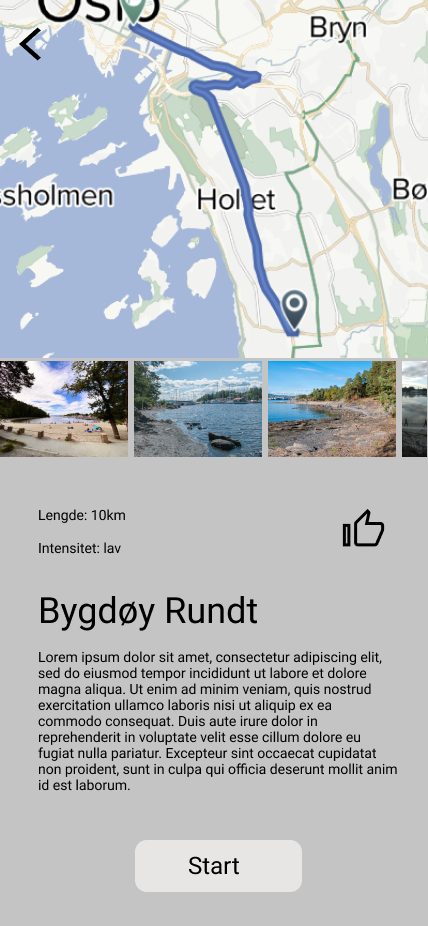 Oslo
Bryn
ssholmen
Bø
Lengde: 10km
Intensitet: lav
Bygdøy Rundt
Lorem ipsum dolor sit amet, consectetur adipiscing elit,
sed do eiusmod tempor incididunt ut labore et dolore
magna aliqua. Ut enim ad minim veniam, quis nostrud
exercitation ullamco laboris nisi ut aliquip ex ea
commodo consequat. Duis aute irure dolor in
reprehenderit in voluptate velit esse cillum dolore eu
fugiat nulla pariatur. Excepteur sint occaecat cupidatat
non proident, sunt in culpa qui officia deserunt mollit anim
id est laborum.
Start